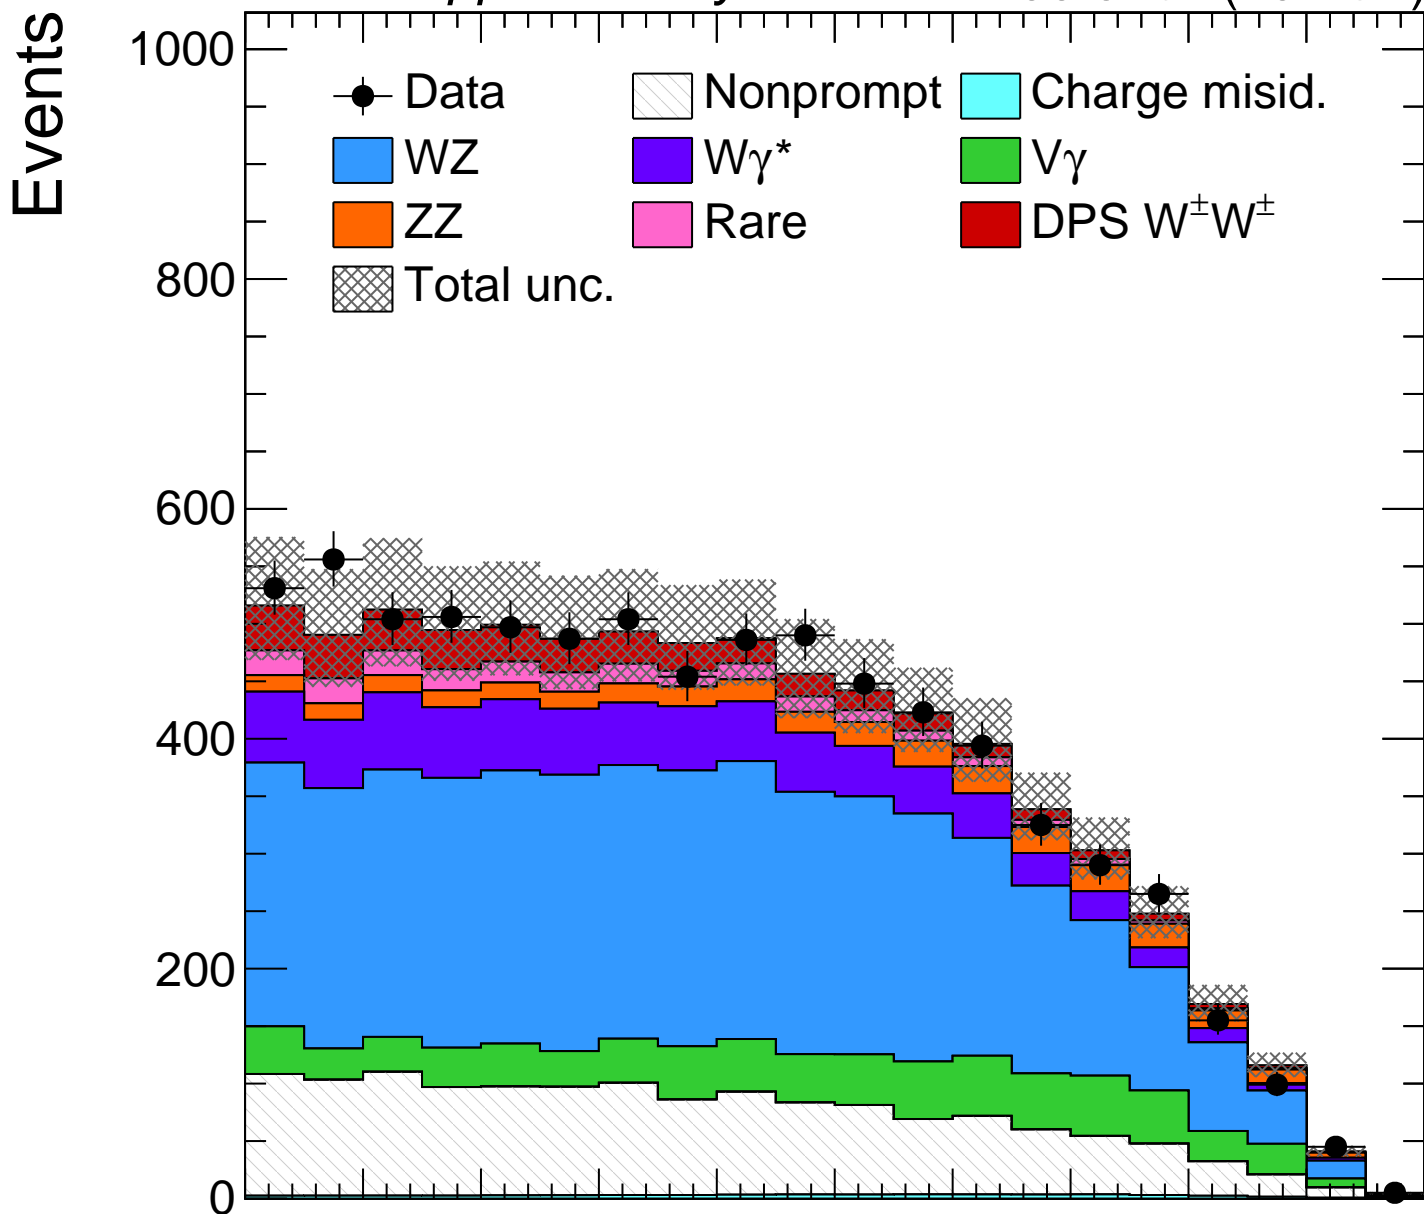 Events
1000
Data
Nonprompt
Charge misid.
WZ
Wγ*
Vγ
ZZ
Rare
DPS W±W±
Total unc.
800
600
400
200
0